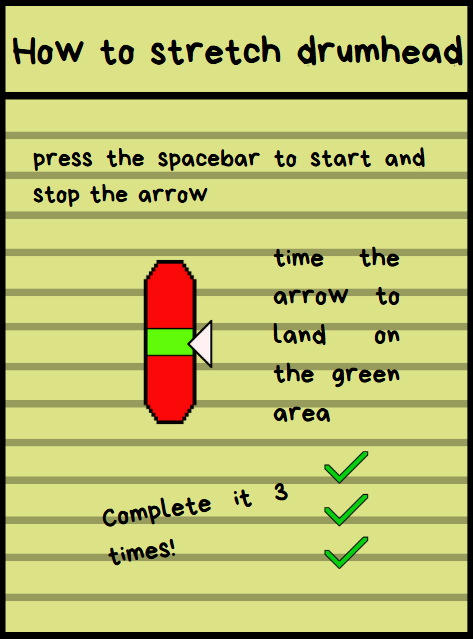 How to stretch drumhead
press the spacebar to start and
stop the arrow
time the
arrow to
land on
the green
area
Complete it 3
times!